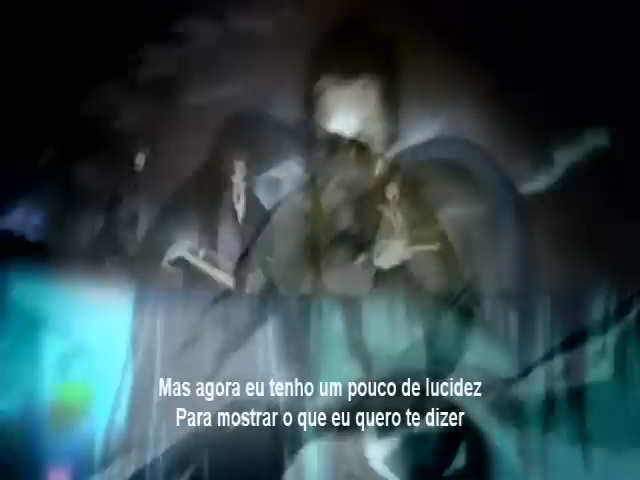 Mas agora eu tenho um pouco de lucidez
Para mostrar o que eu quero te dizer